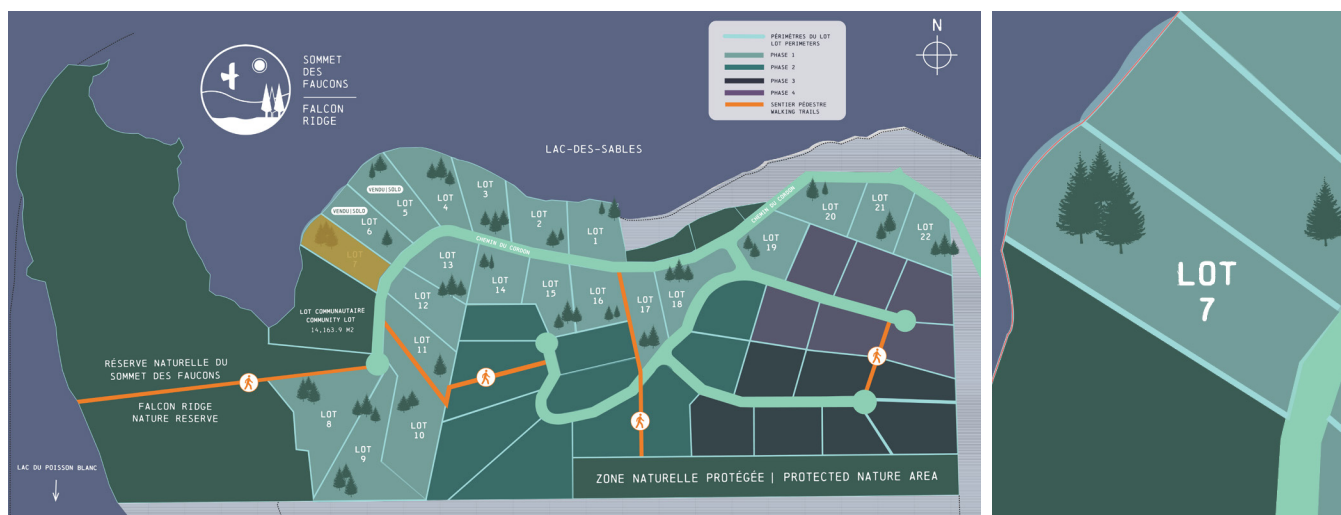 SOMMET
DES
FAUCONS
FALCON
RIDGE
PÉRIMÈTRES DU LOT
LOT PERIMETERS
PHASE 1
PHASE 2
PHASE 3
PHASE 4
SENTIER PÉDESTRE
WALKING TRAILS
N
LAC-DES-SABLES
VENDU|SOLD
VENDU|SOLD
LOT
7
LOT
6
LOT
5
LOT
4
LOT
3
LOT
2
LOT
1
CHEMIN DU CORDON
CHEMIN DU CORDON
LOT
20
LOT
21
LOT
22
LOT
19
LOT
13
LOT
14
LOT
15
LOT
16
LOT
17
LOT
18
LOT
12
LOT
11
LOT COMMUNAUTAIRE
COMMUNITY LOT
14,163.9 M2
RÉSERVE NATURELLE DU
SOMMET DES FAUCONS
FALCON RIDGE
NATURE RESERVE
LOT
8
LOT
9
LOT
10
LAC DU POISSON BLANC
ZONE NATURELLE PROTÉGÉE | PROTECTED NATURE AREA
LOT
7